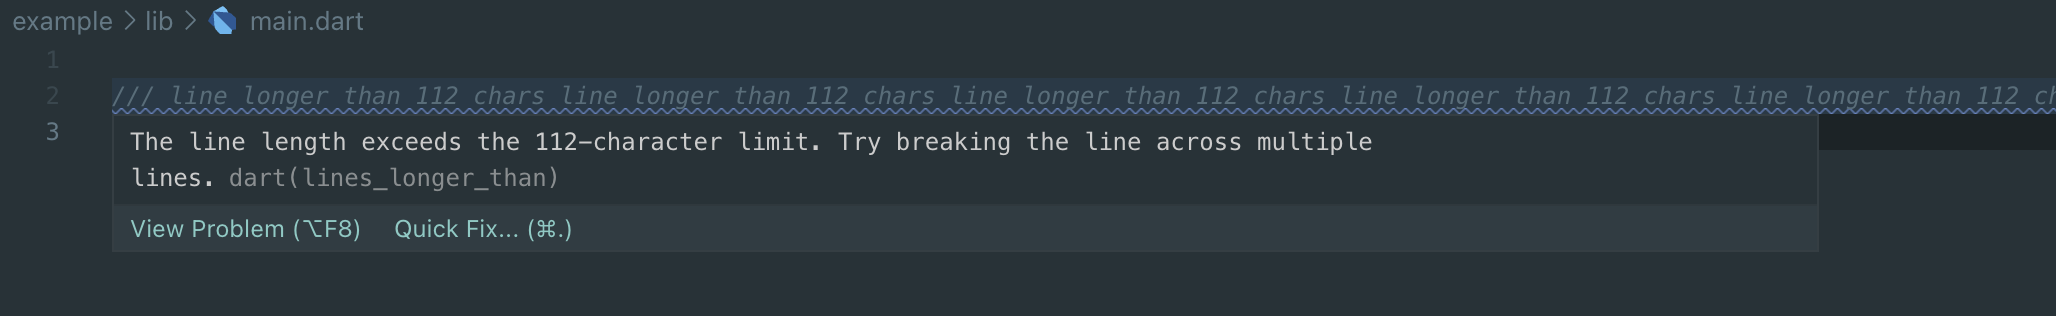 example > lib > main.dart
1
2 /// line longer than 112 chars line longer than 112 chars line longer than 112 chars line longer than 112 chars line longer than 112 ch
3
The line length exceeds the 112-character limit. Try breaking the line across multiple
lines. dart(lines_longer_than)
View Problem (⌥F8) Quick Fix... (⌘.)